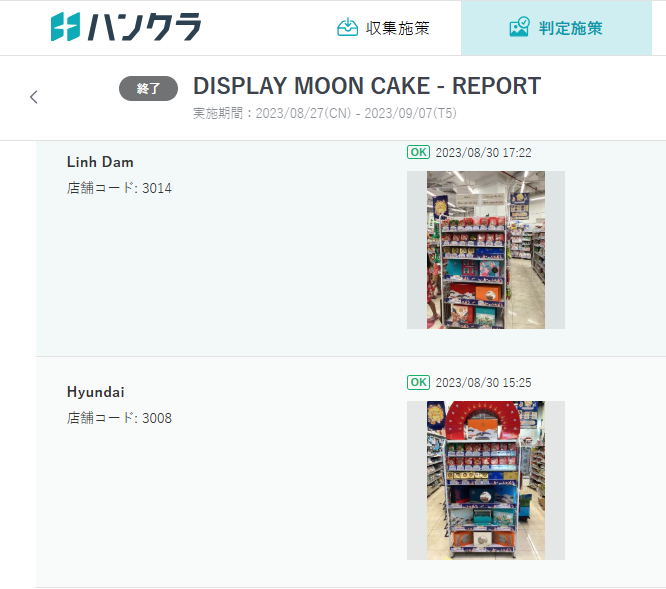 ハンクラ
収集施策
判定施策
終了
DISPLAY MOON CAKE - REPORT
実施期間：2023/08/27(CN) - 2023/09/07(T5)
Linh Dam
OK 2023/08/30 17:22
店舗コード: 3014
Hyundai
OK 2023/08/30 15:25
店舗コード: 3008